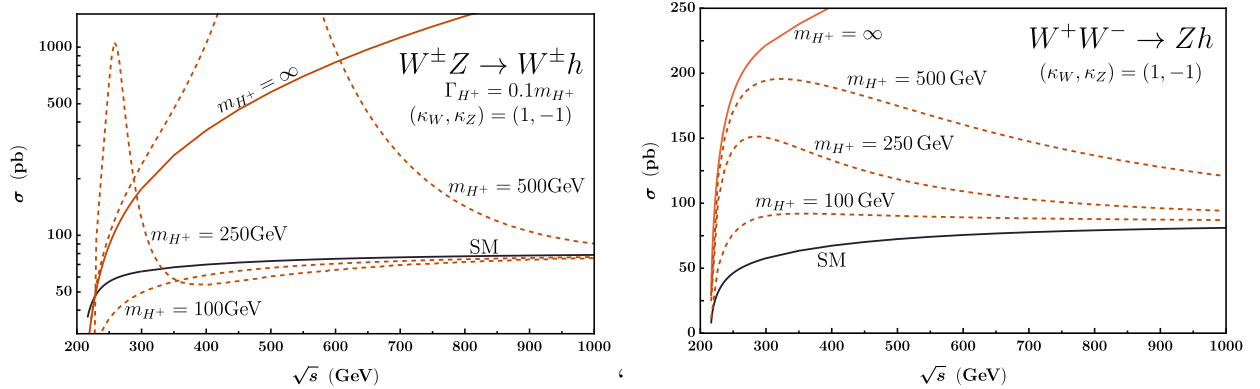 1000
500
100
50
σ (pb)
W±Z → W±h
Γ_{H+} = 0.1m_{H+}
(κ_W, κ_Z) = (1, −1)
m_{H+} = ∞
m_{H+} = 500GeV
m_{H+} = 250GeV
SM
m_{H+} = 100GeV
200 300 400 500 600 700 800 900 1000
√s (GeV)
‘
250
200
150
100
50
0
σ (pb)
m_{H+} = ∞
W+W− → Zh
(κ_W, κ_Z) = (1, −1)
m_{H+} = 500 GeV
m_{H+} = 250 GeV
m_{H+} = 100 GeV
SM
200 300 400 500 600 700 800 900 1000
√s (GeV)